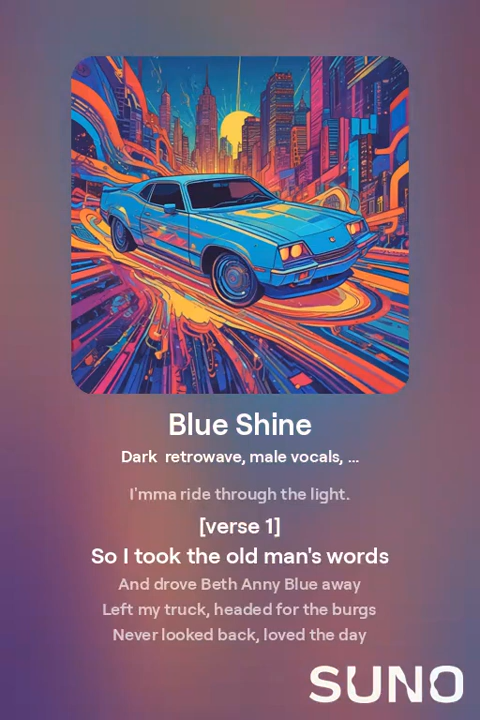 Blue Shine
Dark retrowave, male vocals, ...
I'mma ride through the light.
[verse 1]
So I took the old man's words
And drove Beth Anny Blue away
Left my truck, headed for the burgs
Never looked back, loved the day
SUNO